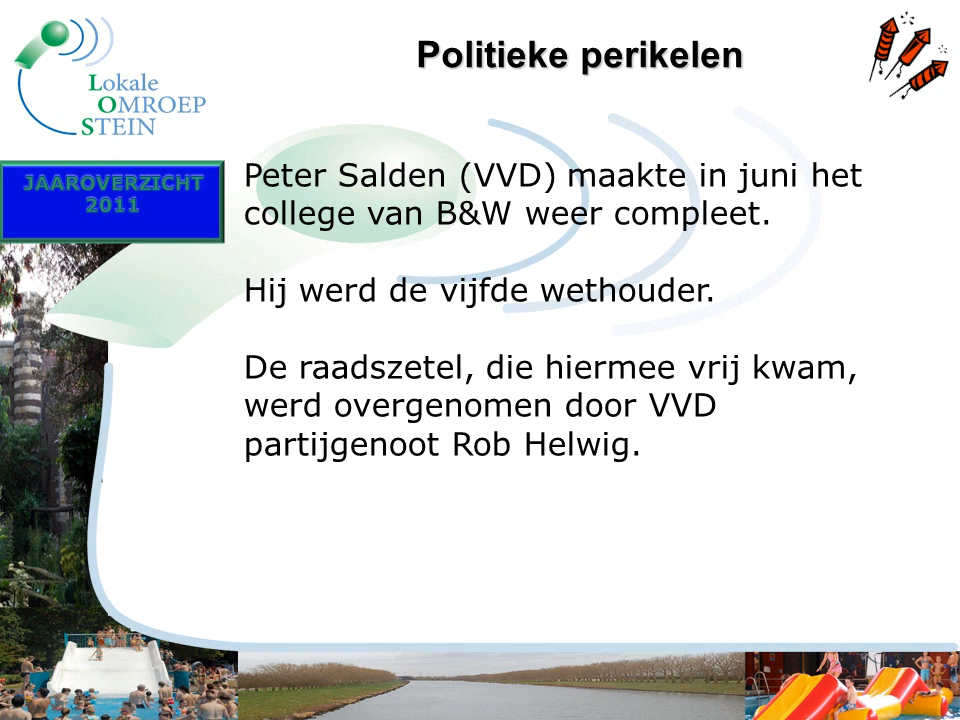 Politieke perikelen
Lokale
OMROEP
STEIN
JAAROVERZICHT
2011
Peter Salden (VVD) maakte in juni het
college van B&W weer compleet.
Hij werd de vijfde wethouder.
De raadszetel, die hiermee vrij kwam,
werd overgenomen door VVD
partijgenoot Rob Helwig.